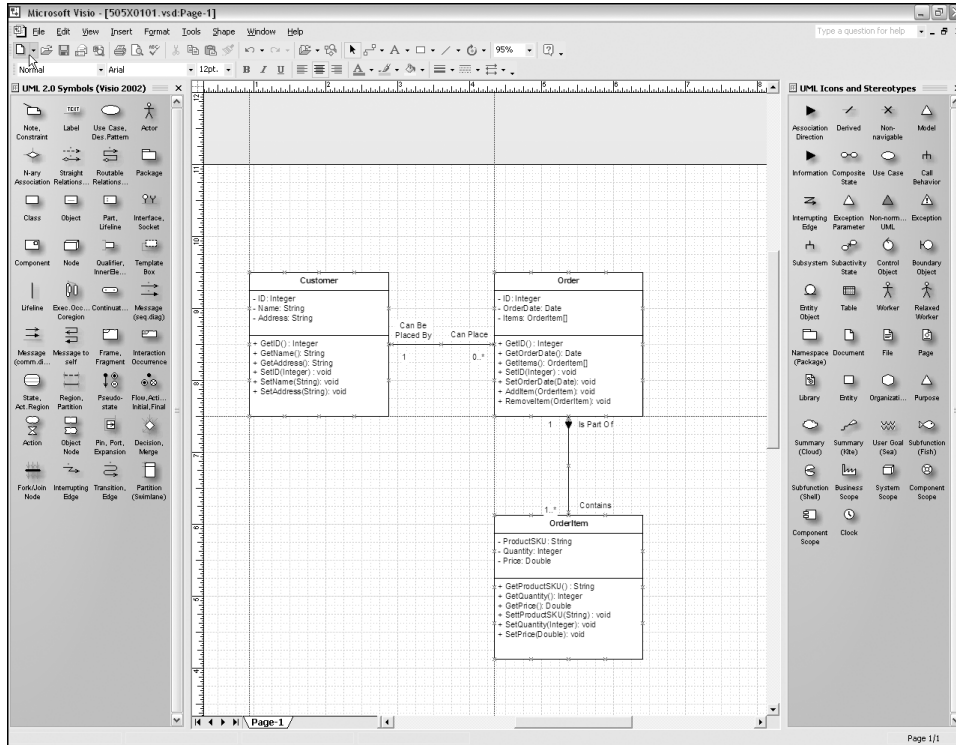 Microsoft Visio - [505X0101.vsd:Page-1]
File Edit View Insert Format Tools Shape Window Help
Type a question for help
95%
Normal Arial 12pt. B I U
UML 2.0 Symbols (Visio 2002)
Note, Constraint
Label
Use Case, Des.Pattern
Actor
N-ary Association
Straight Relations...
Routable Relations...
Package
Class
Object
Part, Lifeline
Interface, Socket
Component
Node
Qualifier, InnerEle...
Template Box
Lifeline
Exec.Occ... Coregion
Continuat...
Message (seq.diag)
Message (comm.di...
Message to self
Frame, Fragment
Interaction Occurrence
State, Act.Region
Region, Partition
Pseudo-state
Flow,Acti... Initial,Final
Action
Object Node
Pin, Port, Expansion
Decision, Merge
Fork/Join Node
Interrupting Edge
Transition, Edge
Partition (Swimlane)
Customer
- ID: Integer
- Name: String
- Address: String
+ GetID() : Integer
+ GetName(): String
+ GetAddress(): String
+ SetID(Integer) : void
+ SetName(String): void
+ SetAddress(String): void
Can Be Placed By
Can Place
1
0..*
Order
- ID: Integer
- OrderDate: Date
- Items: OrderItem[]
+ GetID() : Integer
+ GetOrderDate(): Date
+ GetItems(): OrderItem[]
+ SetID(Integer) : void
+ SetOrderDate(Date): void
+ AddItem(OrderItem): void
+ RemoveItem(OrderItem): void
1
Is Part Of
1..*
Contains
OrderItem
- ProductSKU: String
- Quantity: Integer
- Price: Double
+ GetProductSKU() : String
+ GetQuantity(): Integer
+ GetPrice(): Double
+ SettProductSKU(String) : void
+ SetQuantity(Integer): void
+ SetPrice(Double): void
UML Icons and Stereotypes
Association Direction
Derived
Non-navigable
Model
Information
Composite State
Use Case
Call Behavior
Interrupting Edge
Exception Parameter
Non-norm... UML
Exception
Subsystem
Subactivity State
Control Object
Boundary Object
Entity Object
Table
Worker
Relaxed Worker
Namespace (Package)
Document
File
Page
Library
Entity
Organizati...
Purpose
Summary (Cloud)
Summary (Kite)
User Goal (Sea)
Subfunction (Fish)
Subfunction (Shell)
Business Scope
System Scope
Component Scope
Component Scope
Clock
Page-1
Page 1/1